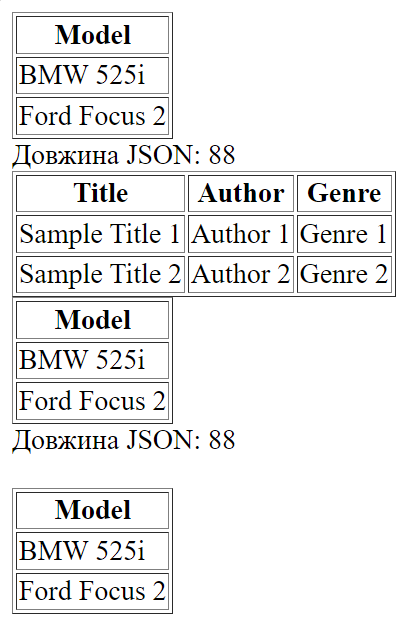 Model
BMW 525i
Ford Focus 2
Довжина JSON: 88
Title Author Genre
Sample Title 1 Author 1 Genre 1
Sample Title 2 Author 2 Genre 2
Model
BMW 525i
Ford Focus 2
Довжина JSON: 88
Model
BMW 525i
Ford Focus 2